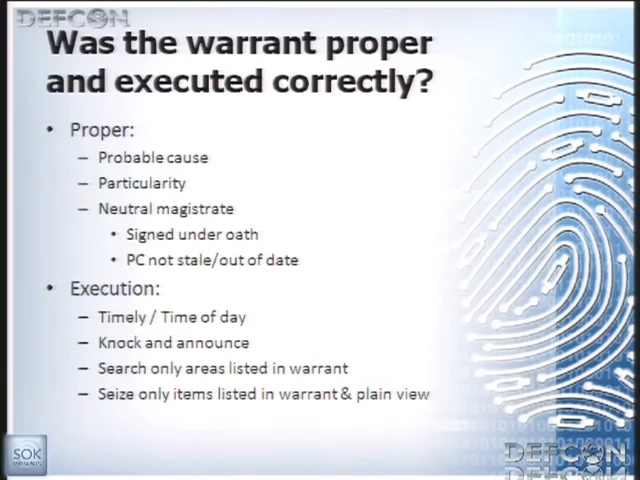 DEFCON
Was the warrant proper
and executed correctly?
• Proper:
– Probable cause
– Particularity
– Neutral magistrate
• Signed under oath
• PC not stale/out of date
• Execution:
– Timely / Time of day
– Knock and announce
– Search only areas listed in warrant
– Seize only items listed in warrant & plain view
SOK
DEFCON